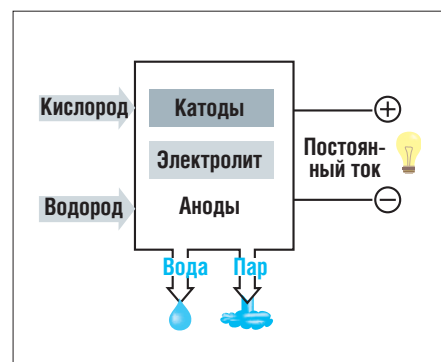 Кислород
Катоды
+
Электролит
Постоян-
ный ток
Водород
Аноды
−
Вода
Пар